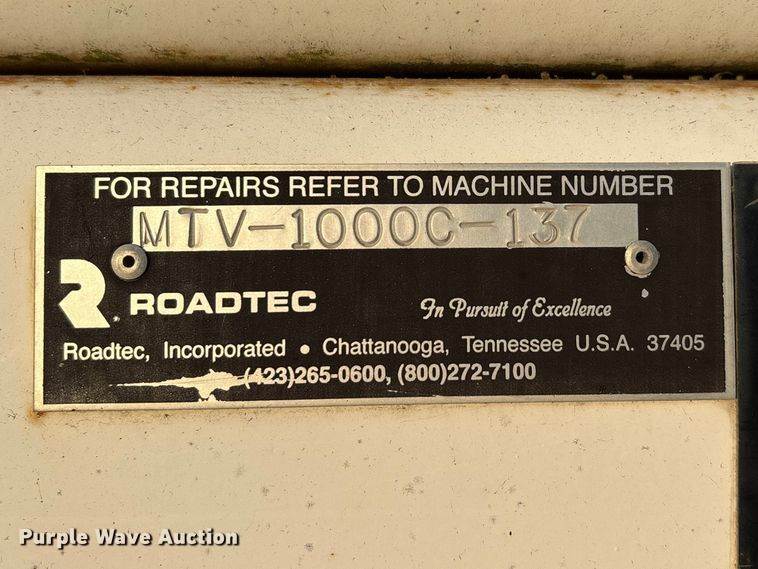 FOR REPAIRS REFER TO MACHINE NUMBER
MTV-1000C-137
R. ROADTEC
In Pursuit of Excellence
Roadtec, Incorporated • Chattanooga, Tennessee U.S.A. 37405
(423)265-0600, (800)272-7100
Purple Wave Auction®